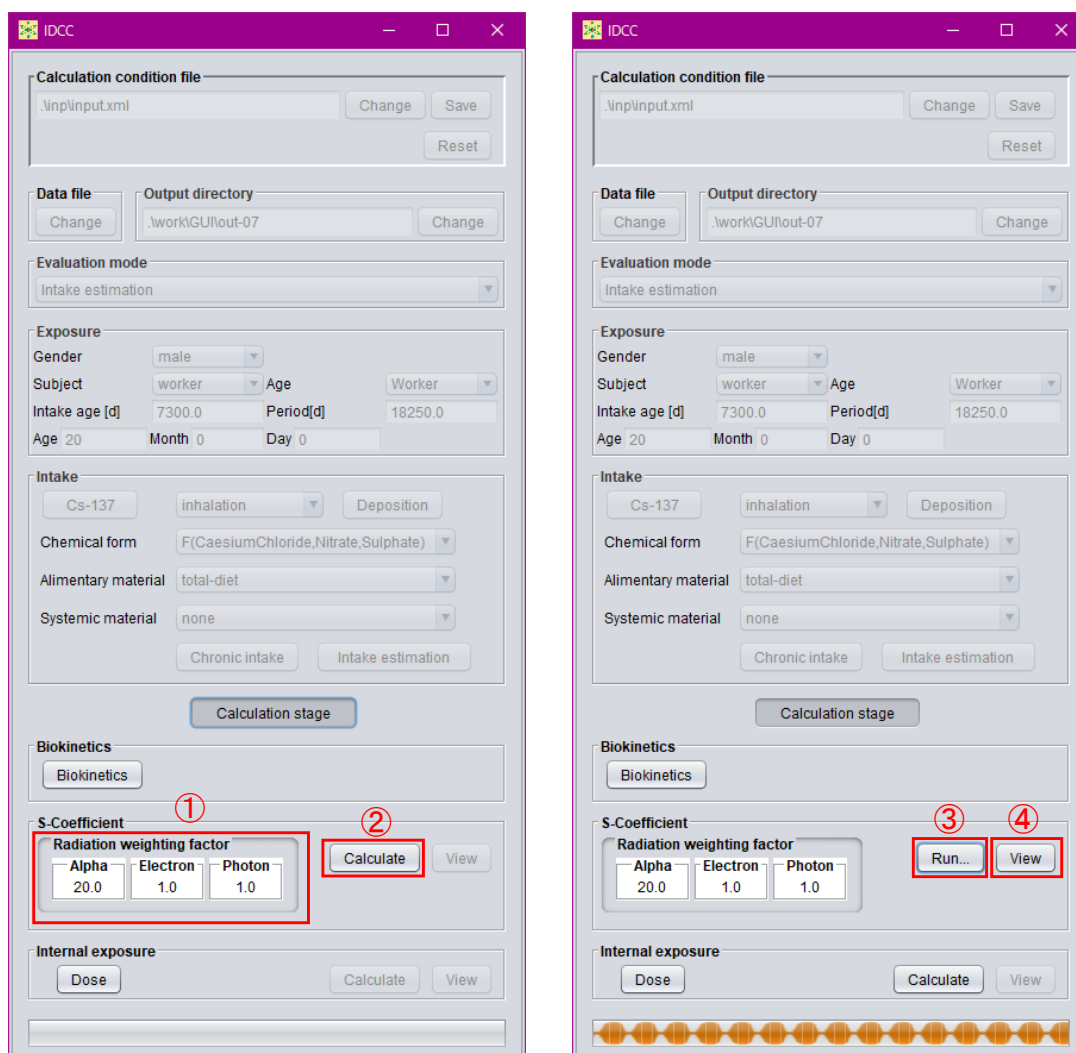 IDCC
Calculation condition file
.\inp\input.xml Change Save
Reset
Data file Output directory
Change .\work\GUI\out-07 Change
Evaluation mode
Intake estimation
Exposure
Gender male
Subject worker Age Worker
Intake age [d] 7300.0 Period[d] 18250.0
Age 20 Month 0 Day 0
Intake
Cs-137 inhalation Deposition
Chemical form F(CaesiumChloride,Nitrate,Sulphate)
Alimentary material total-diet
Systemic material none
Chronic intake Intake estimation
Calculation stage
Biokinetics
Biokinetics
① ②
S-Coefficient
Radiation weighting factor
Alpha Electron Photon Calculate View
20.0 1.0 1.0
Internal exposure
Dose Calculate View
IDCC
Calculation condition file
.\inp\input.xml Change Save
Reset
Data file Output directory
Change .\work\GUI\out-07 Change
Evaluation mode
Intake estimation
Exposure
Gender male
Subject worker Age Worker
Intake age [d] 7300.0 Period[d] 18250.0
Age 20 Month 0 Day 0
Intake
Cs-137 inhalation Deposition
Chemical form F(CaesiumChloride,Nitrate,Sulphate)
Alimentary material total-diet
Systemic material none
Chronic intake Intake estimation
Calculation stage
Biokinetics
Biokinetics
③ ④
S-Coefficient
Radiation weighting factor
Alpha Electron Photon Run... View
20.0 1.0 1.0
Internal exposure
Dose Calculate View